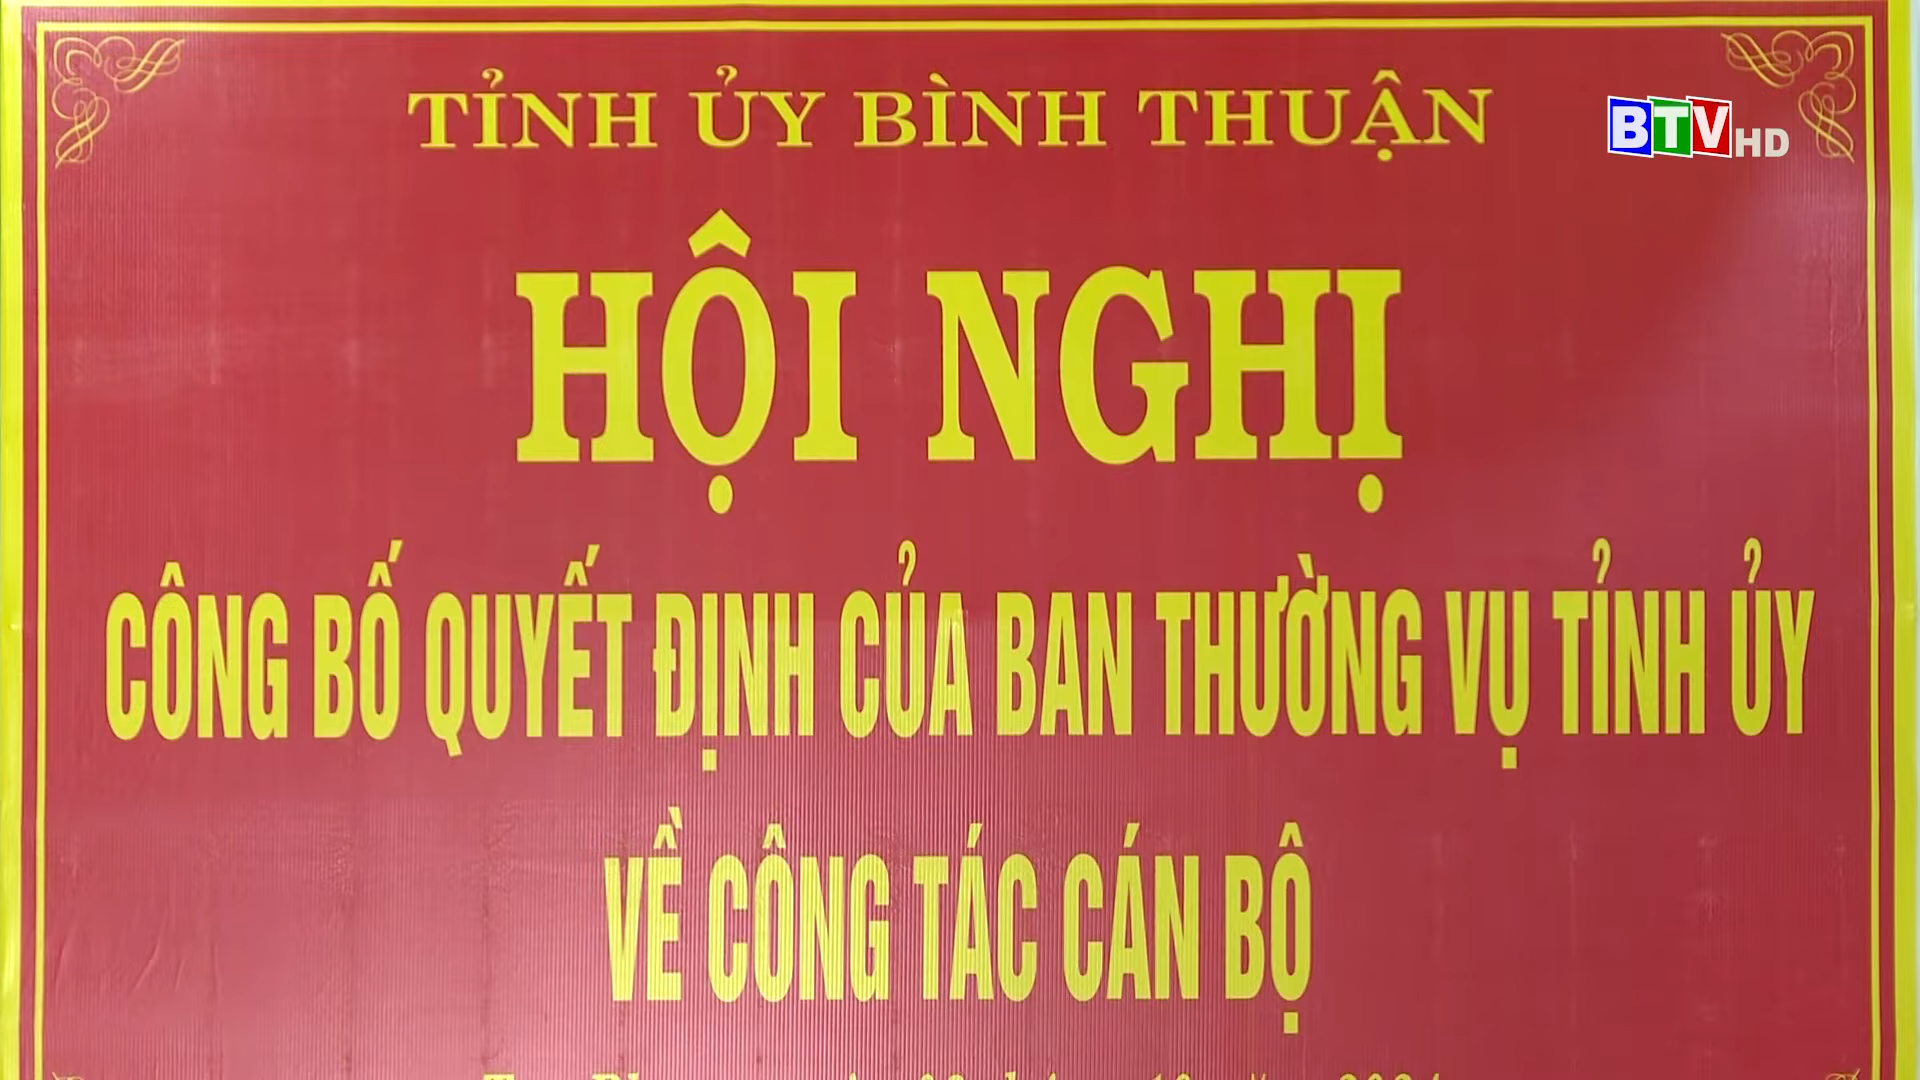 TỈNH ỦY BÌNH THUẬN
BTV HD
HỘI NGHỊ
CÔNG BỐ QUYẾT ĐỊNH CỦA BAN THƯỜNG VỤ TỈNH ỦY
VỀ CÔNG TÁC CÁN BỘ